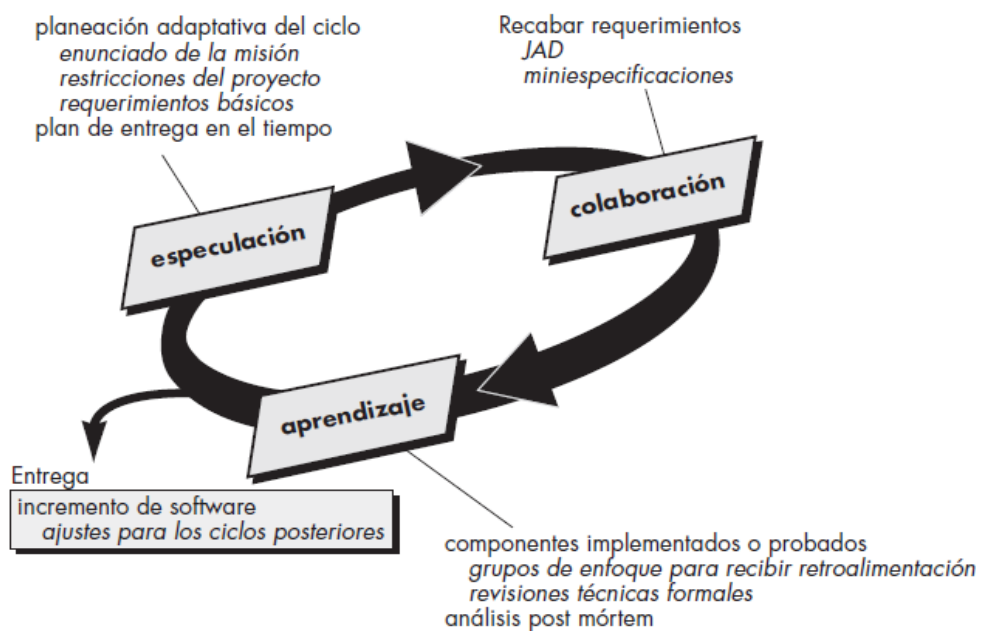 planeación adaptativa del ciclo
enunciado de la misión
restricciones del proyecto
requerimientos básicos
plan de entrega en el tiempo
Recabar requerimientos
JAD
miniespecificaciones
especulación
colaboración
aprendizaje
Entrega
incremento de software
ajustes para los ciclos posteriores
componentes implementados o probados
grupos de enfoque para recibir retroalimentación
revisiones técnicas formales
análisis post mórtem